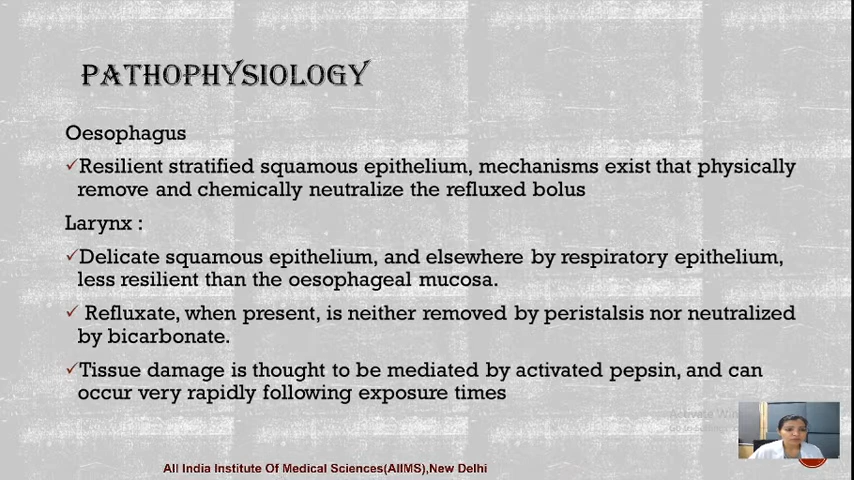 PATHOPHYSIOLOGY
Oesophagus
✓Resilient stratified squamous epithelium, mechanisms exist that physically
remove and chemically neutralize the refluxed bolus
Larynx :
✓Delicate squamous epithelium, and elsewhere by respiratory epithelium,
less resilient than the oesophageal mucosa.
✓ Refluxate, when present, is neither removed by peristalsis nor neutralized
by bicarbonate.
✓Tissue damage is thought to be mediated by activated pepsin, and can
occur very rapidly following exposure times
Activate
All India Institute Of Medical Sciences(AIIMS),New Delhi